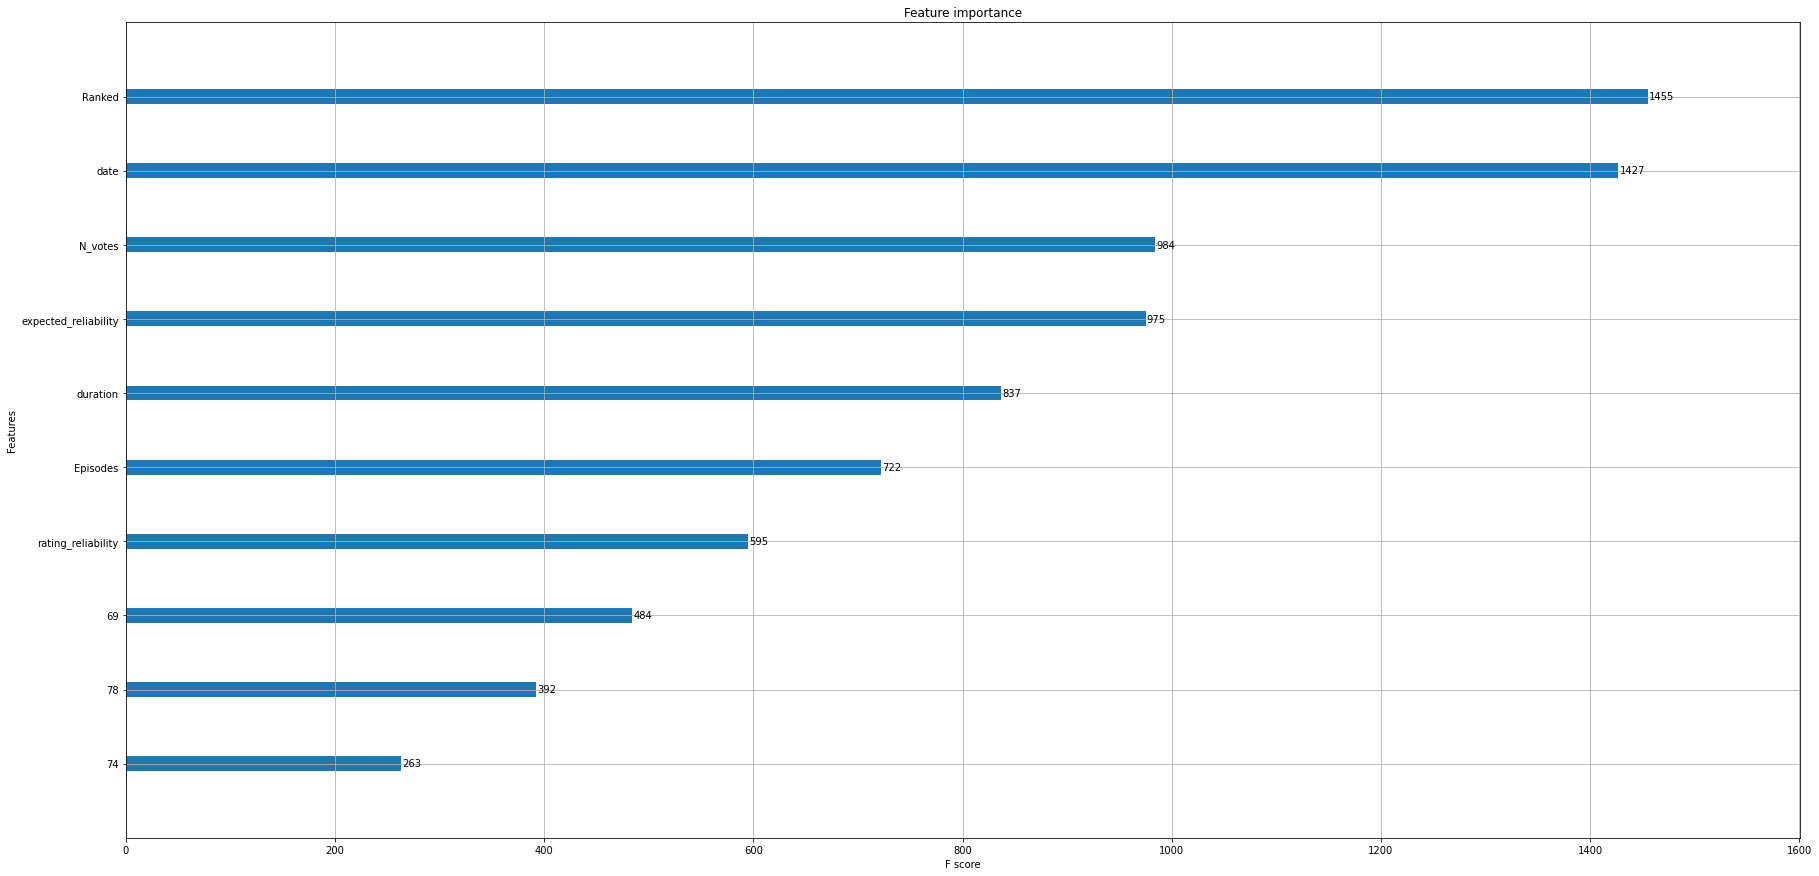 Feature importance
Ranked 1455
date 1427
N_votes 984
expected_reliability 975
duration 837
Episodes 722
rating_reliability 595
69 484
78 392
74 263
Features
0 200 400 600 800 1000 1200 1400 1600
F score